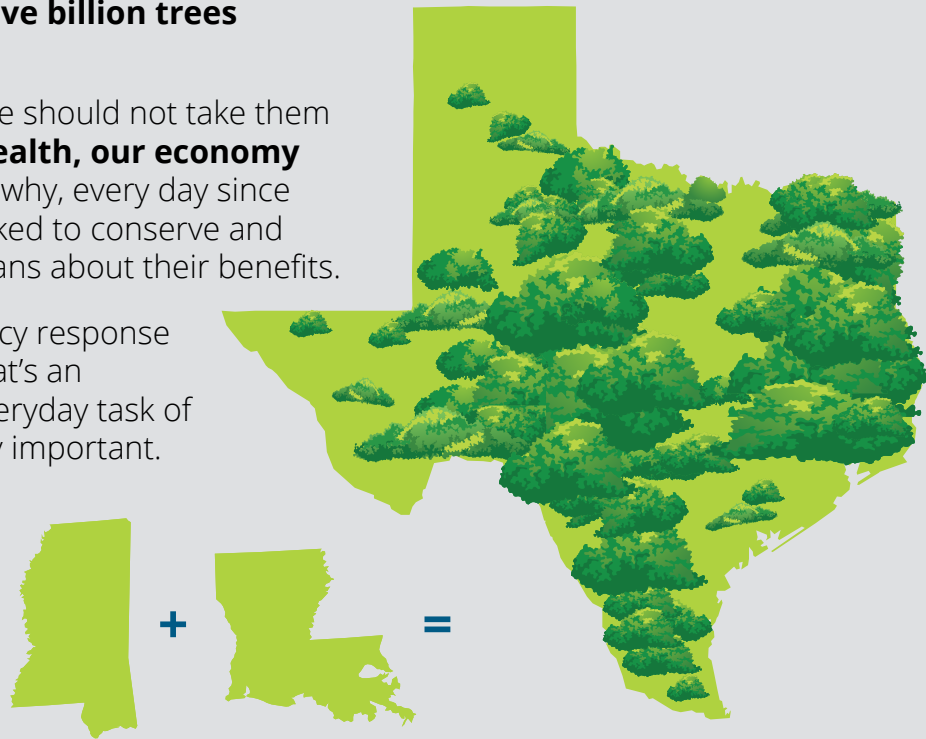 ve billion trees
e should not take them
ealth, our economy
why, every day since
ked to conserve and
ans about their benefits.
cy response
at's an
eryday task of
y important.
+ =